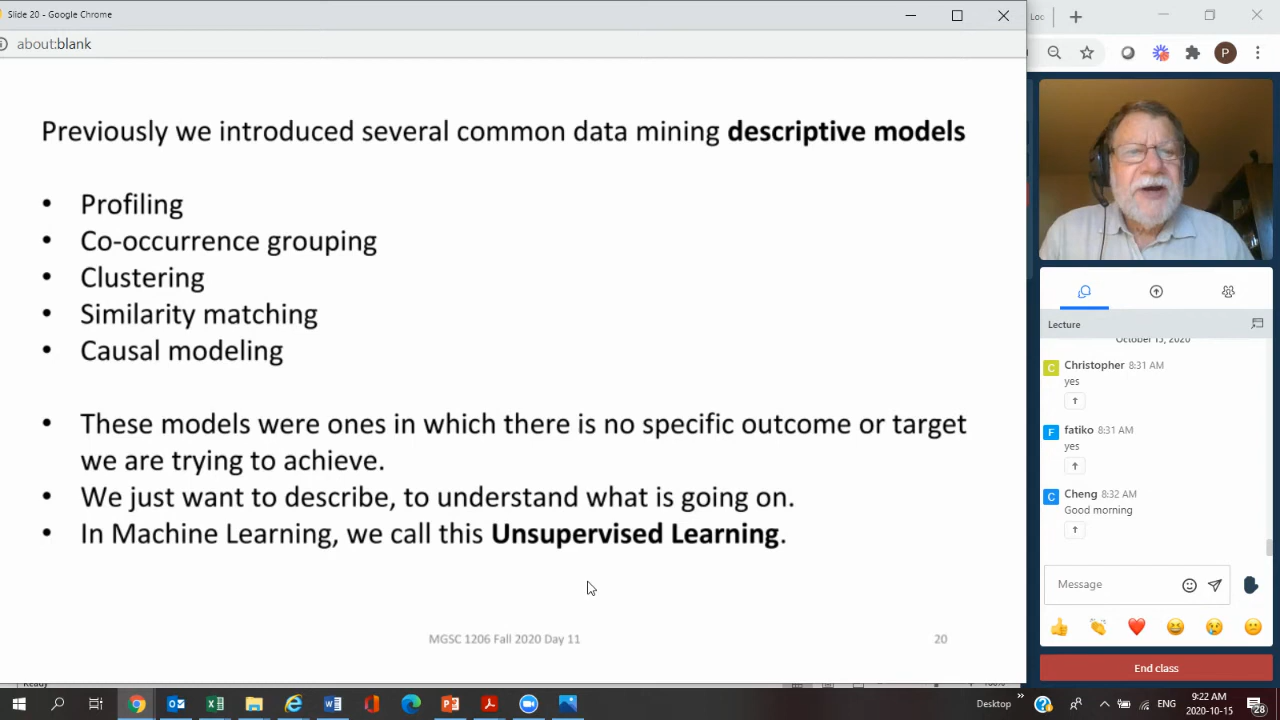 Slide 20 - Google Chrome
about:blank
Previously we introduced several common data mining descriptive models
• Profiling
• Co-occurrence grouping
• Clustering
• Similarity matching
• Causal modeling
• These models were ones in which there is no specific outcome or target
we are trying to achieve.
• We just want to describe, to understand what is going on.
• In Machine Learning, we call this Unsupervised Learning.
MGSC 1206 Fall 2020 Day 11
20
P
Lecture
October 15, 2020
C
Christopher 8:31 AM
yes
F
fatiko 8:31 AM
yes
C
Cheng 8:32 AM
Good morning
Message
End class
Desktop
ENG
9:22 AM
2020-10-15
28